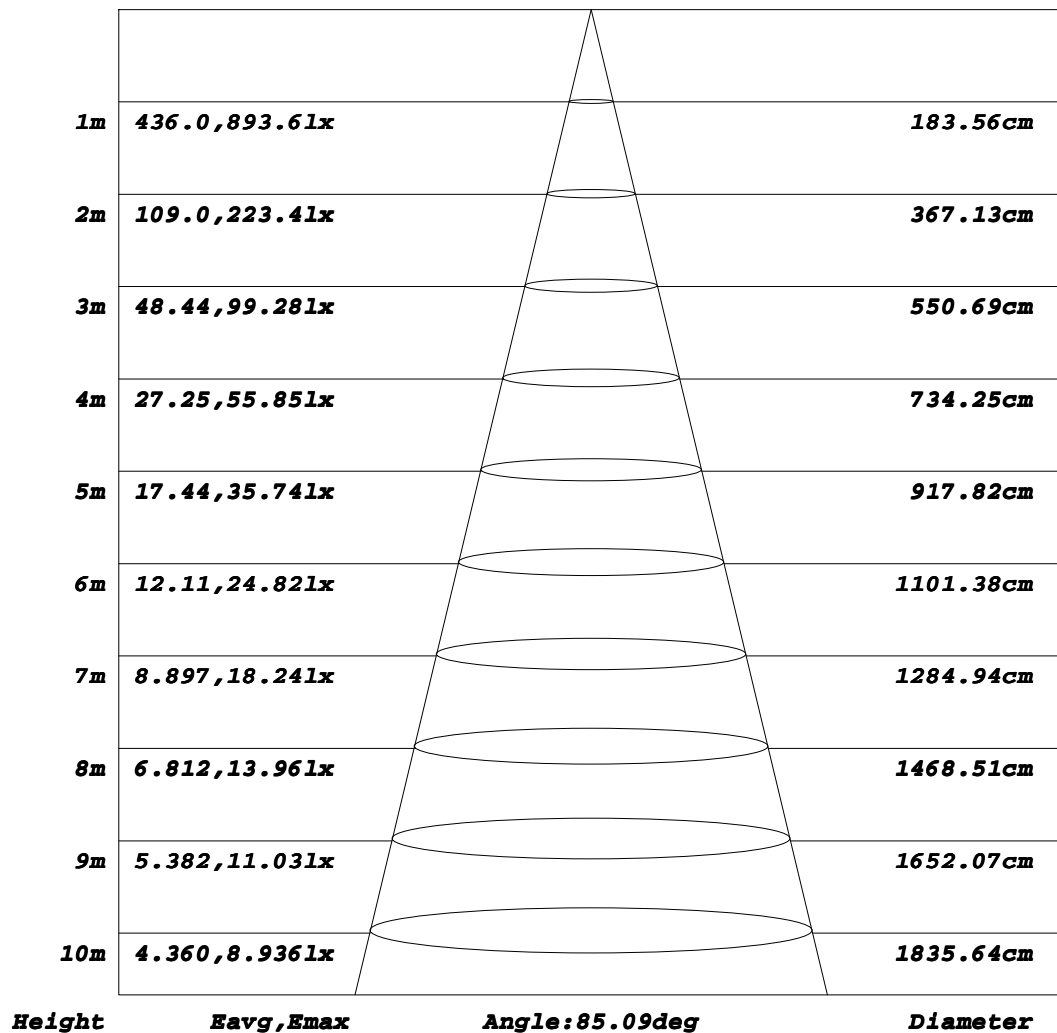 1m 436.0,893.6lx 183.56cm
2m 109.0,223.4lx 367.13cm
3m 48.44,99.28lx 550.69cm
4m 27.25,55.85lx 734.25cm
5m 17.44,35.74lx 917.82cm
6m 12.11,24.82lx 1101.38cm
7m 8.897,18.24lx 1284.94cm
8m 6.812,13.96lx 1468.51cm
9m 5.382,11.03lx 1652.07cm
10m 4.360,8.936lx 1835.64cm
Height Eavg,Emax Angle:85.09deg Diameter